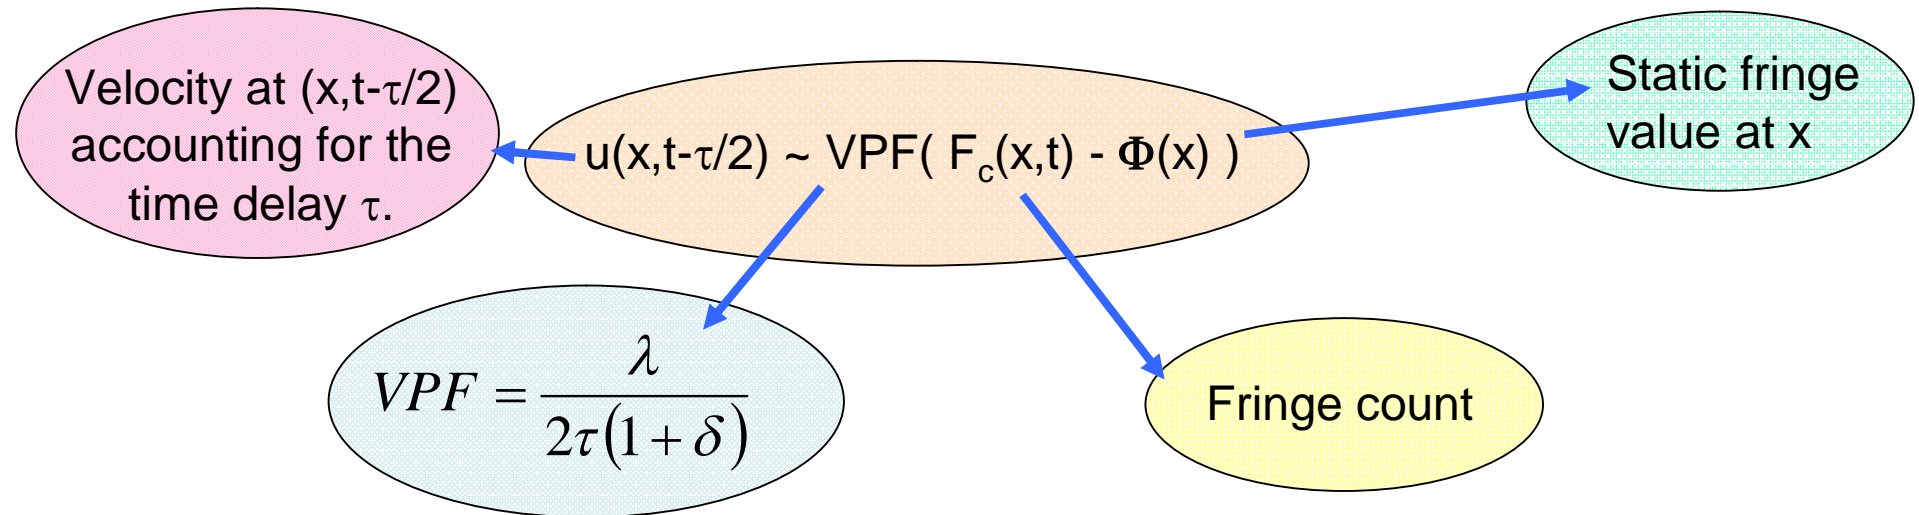 Velocity at (x,t-τ/2)
accounting for the
time delay τ.
u(x,t-τ/2) ~ VPF( F_c(x,t) - Φ(x) )
Static fringe
value at x
VPF = λ / 2τ(1 + δ)
Fringe count